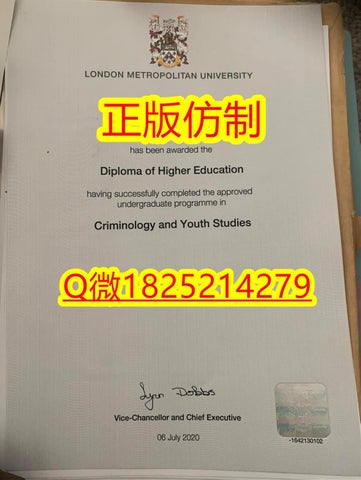 LONDON METROPOLITAN UNIVERSITY
正版仿制
has been awarded the
Diploma of Higher Education
having successfully completed the approved
undergraduate programme in
Criminology and Youth Studies
Q微1825214279
Lynn Dobbs
Vice-Chancellor and Chief Executive
06 July 2020
-1642130102